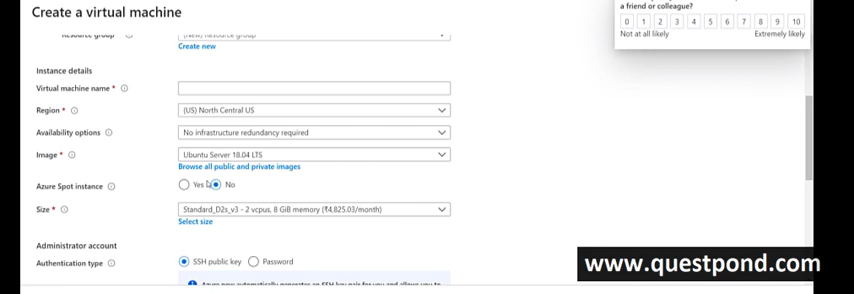 Create a virtual machine
a friend or colleague?
0 1 2 3 4 5 6 7 8 9 10
Not at all likely Extremely likely
Resource group
(New) Resource group
Create new
Instance details
Virtual machine name *
Region * (US) North Central US
Availability options No infrastructure redundancy required
Image * Ubuntu Server 18.04 LTS
Browse all public and private images
Azure Spot instance Yes No
Size * Standard_D2s_v3 - 2 vcpus, 8 GiB memory (₹4,825.03/month)
Select size
Administrator account
Authentication type SSH public key Password
www.questpond.com
Azure now automatically generates an SSH key pair for you and allows you to